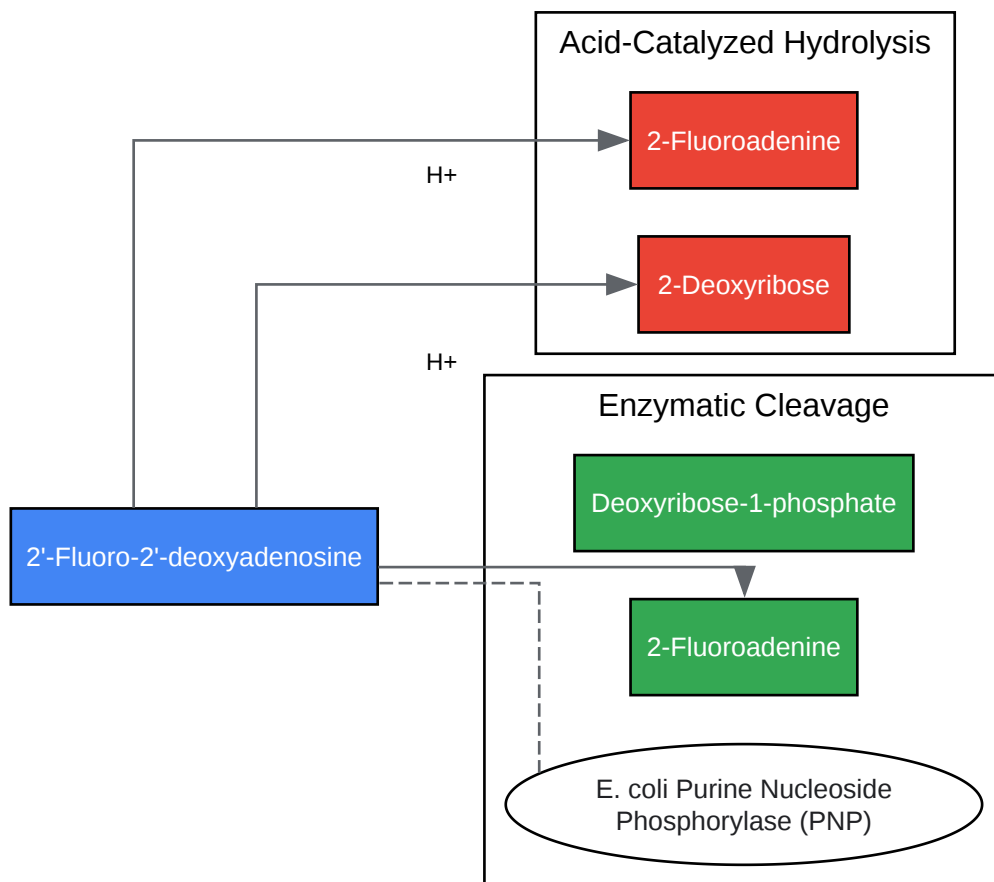 Acid-Catalyzed Hydrolysis
2-Fluoroadenine
H+
2-Deoxyribose
H+
Enzymatic Cleavage
Deoxyribose-1-phosphate
2'-Fluoro-2'-deoxyadenosine
2-Fluoroadenine
E. coli Purine Nucleoside
Phosphorylase (PNP)